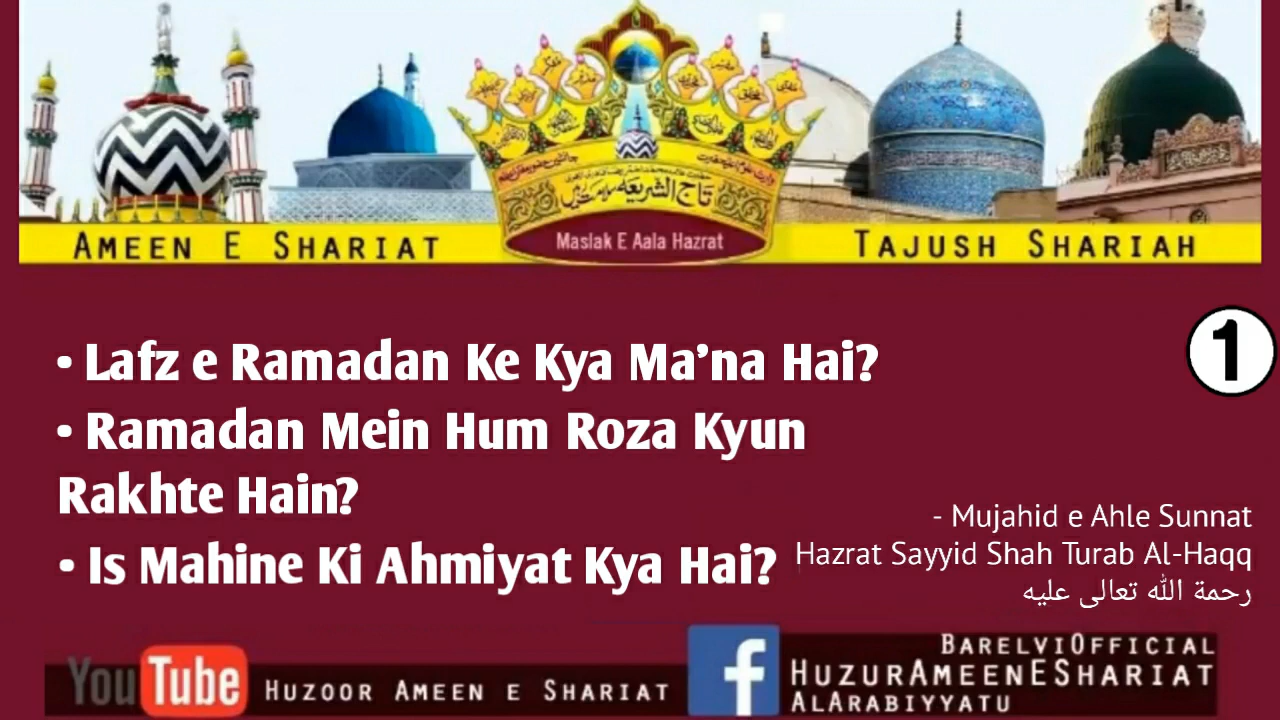 تاج الشریعہ
Maslak E Aala Hazrat
AMEEN E SHARIAT
TAJUSH SHARIAH
1
• Lafz e Ramadan Ke Kya Ma'na Hai?
• Ramadan Mein Hum Roza Kyun
Rakhte Hain?
• Is Mahine Ki Ahmiyat Kya Hai?
- Mujahid e Ahle Sunnat
Hazrat Sayyid Shah Turab Al-Haqq
رحمة الله تعالى عليه
YouTube
HUZOOR AMEEN E SHARIAT
f
BARELVIOFFICIAL
HUZURAMEENESHARIAT
ALARABIYYATU